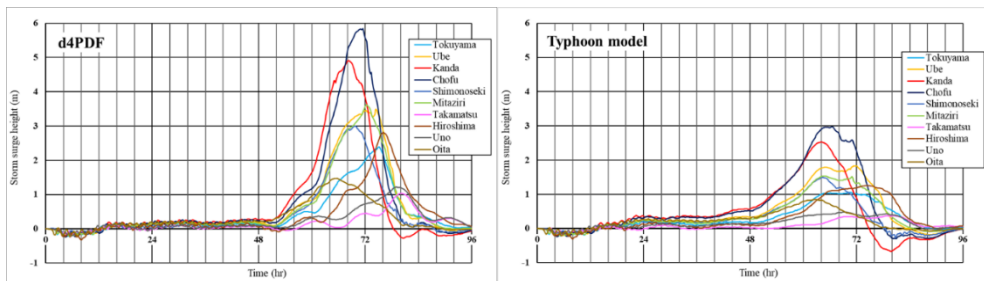 d4PDF
Storm surge height (m)
6
5
4
3
2
1
0
-1
0
24
48
72
96
Time (hr)
Tokuyama
Ube
Kanda
Chofu
Shimonoseki
Mitaziri
Takamatsu
Hiroshima
Uno
Oita
Typhoon model
Storm surge height (m)
6
5
4
3
2
1
0
-1
0
24
48
72
96
Time (hr)
Tokuyama
Ube
Kanda
Chofu
Shimonoseki
Mitaziri
Takamatsu
Hiroshima
Uno
Oita